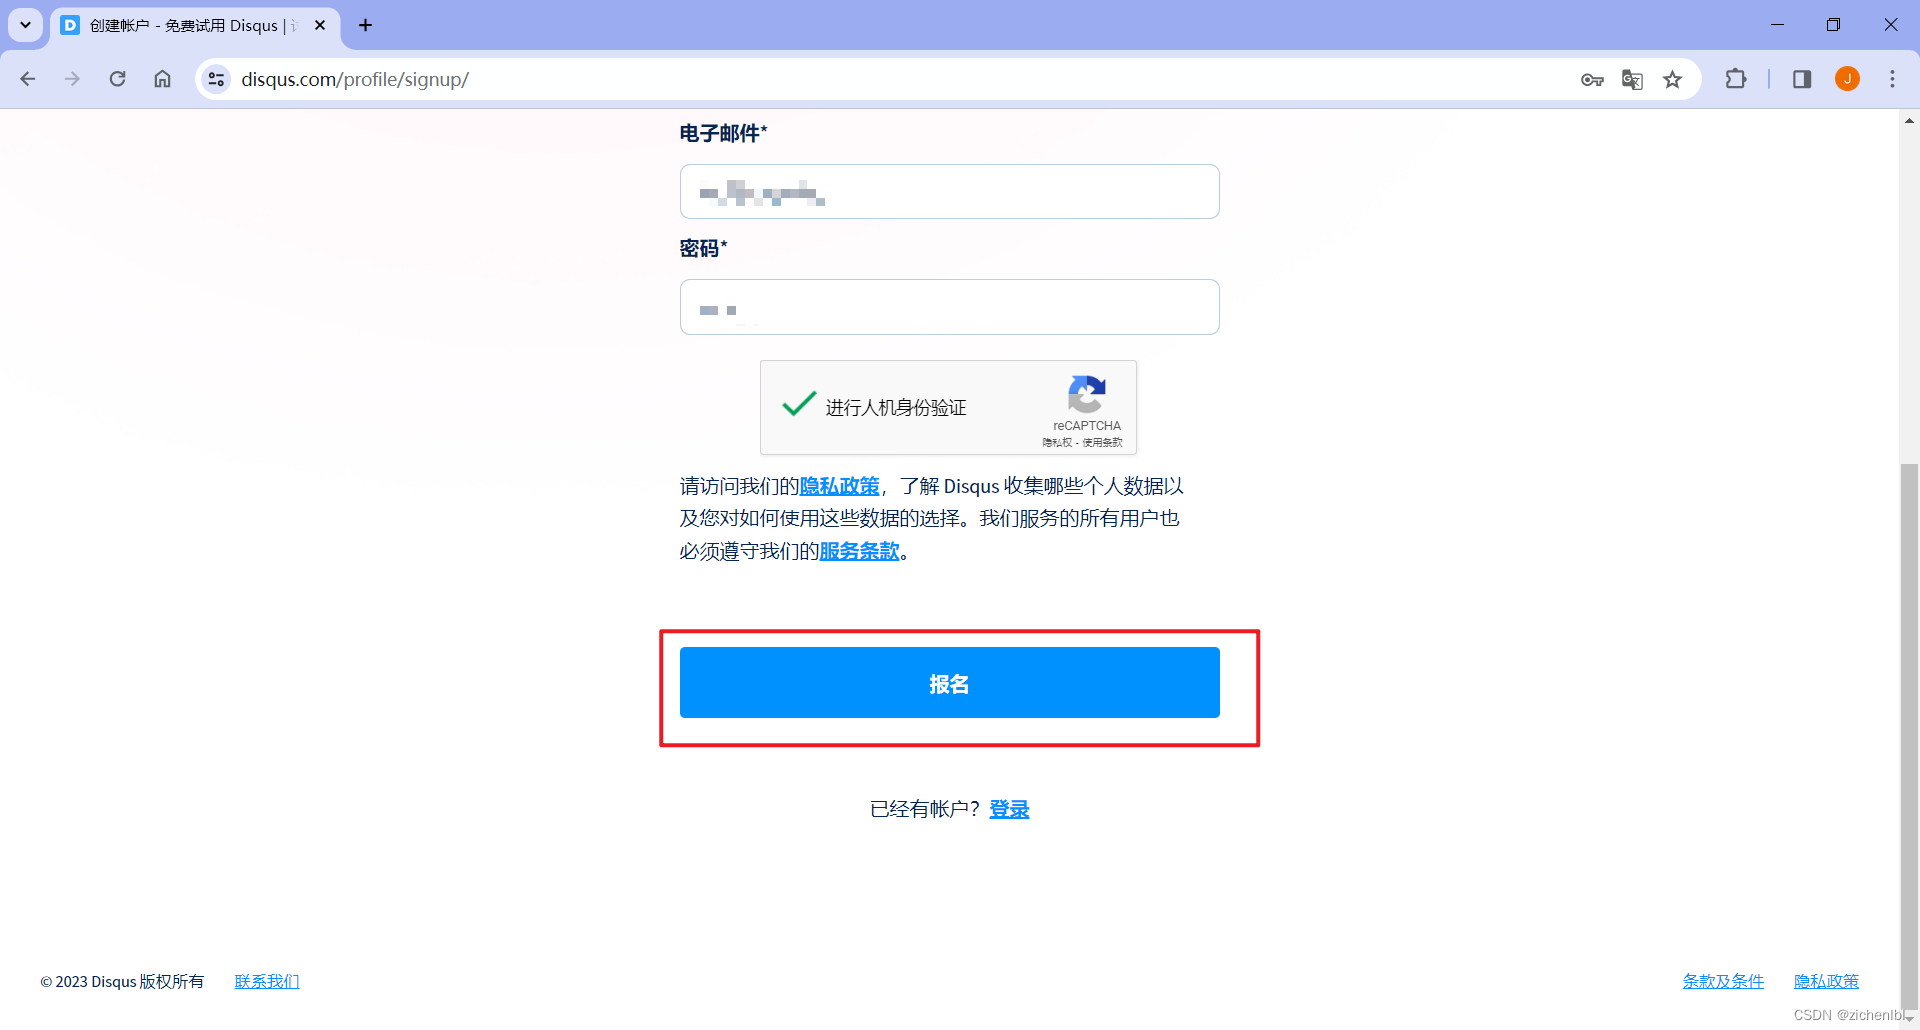 D 创建帐户 - 免费试用 Disqus |
disqus.com/profile/signup/
J
电子邮件*
密码*
进行人机身份验证
reCAPTCHA
隐私权 - 使用条款
请访问我们的隐私政策，了解 Disqus 收集哪些个人数据以
及您对如何使用这些数据的选择。我们服务的所有用户也
必须遵守我们的服务条款。
报名
已经有帐户？登录
© 2023 Disqus 版权所有 联系我们 条款及条件 隐私政策
CSDN @zichenlbl